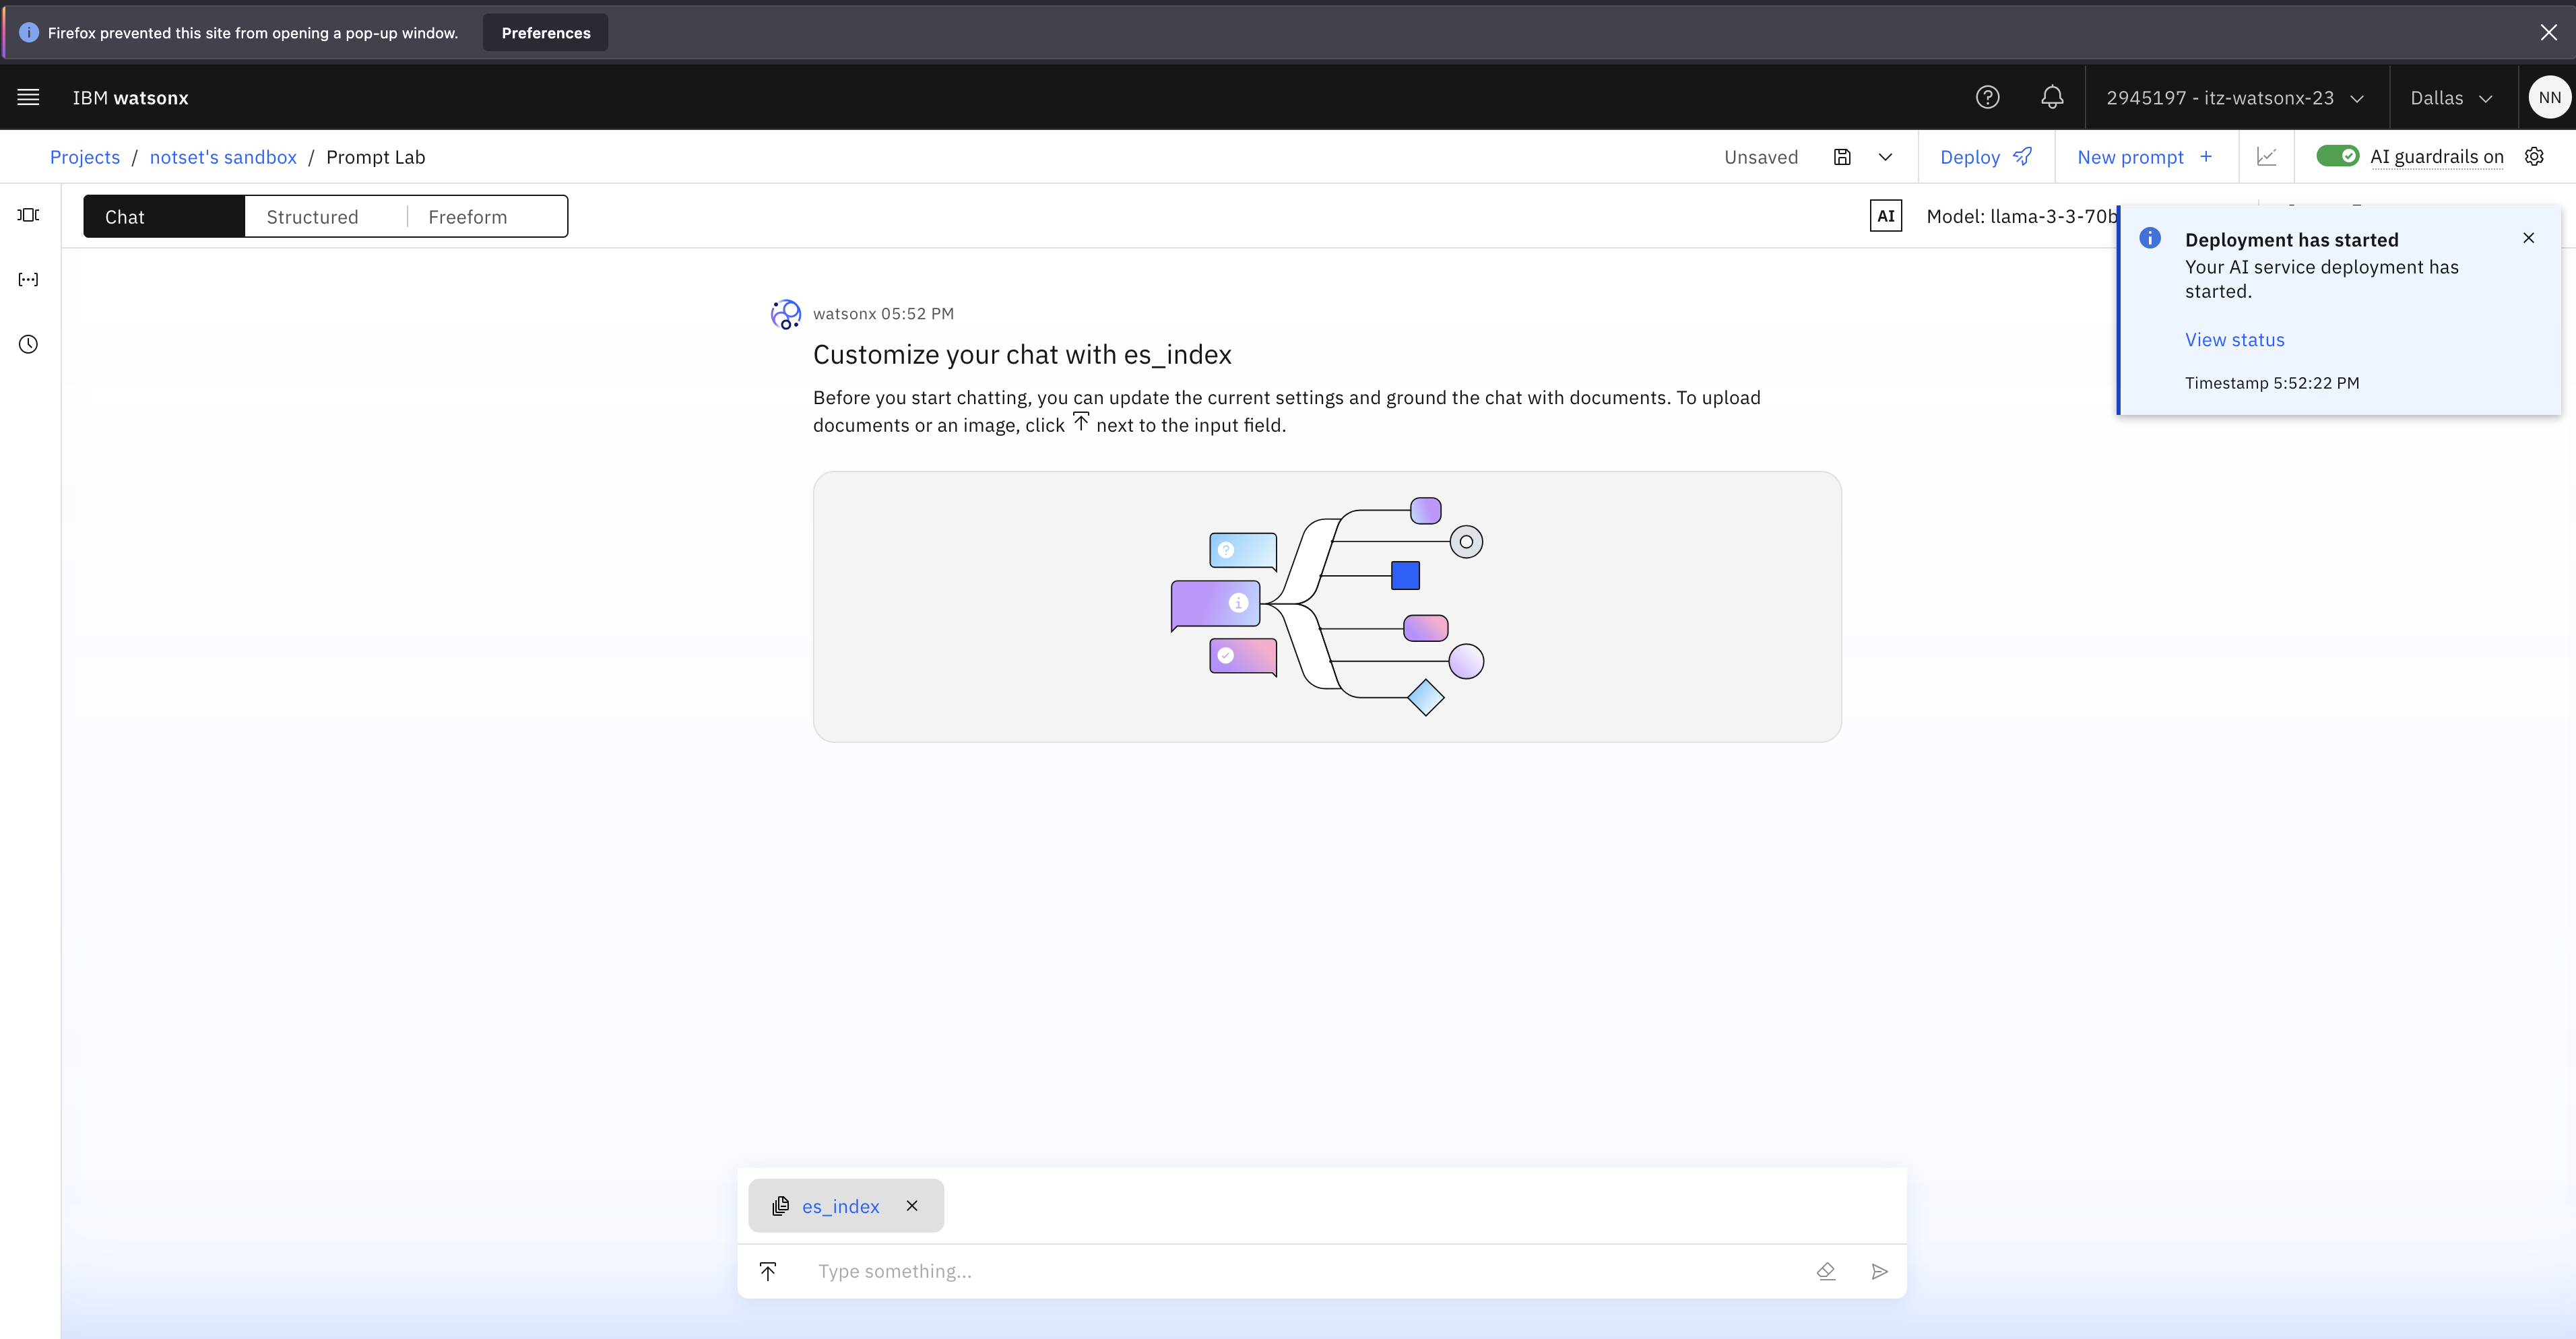 Firefox prevented this site from opening a pop-up window. Preferences
IBM watsonx
2945197 - itz-watsonx-23
Dallas
NN
Projects / notset's sandbox / Prompt Lab
Unsaved
Deploy
New prompt +
AI guardrails on
Chat
Structured
Freeform
AI
Model: llama-3-3-70b
Deployment has started
Your AI service deployment has
started.
View status
Timestamp 5:52:22 PM
watsonx 05:52 PM
Customize your chat with es_index
Before you start chatting, you can update the current settings and ground the chat with documents. To upload
documents or an image, click next to the input field.
es_index
Type something...